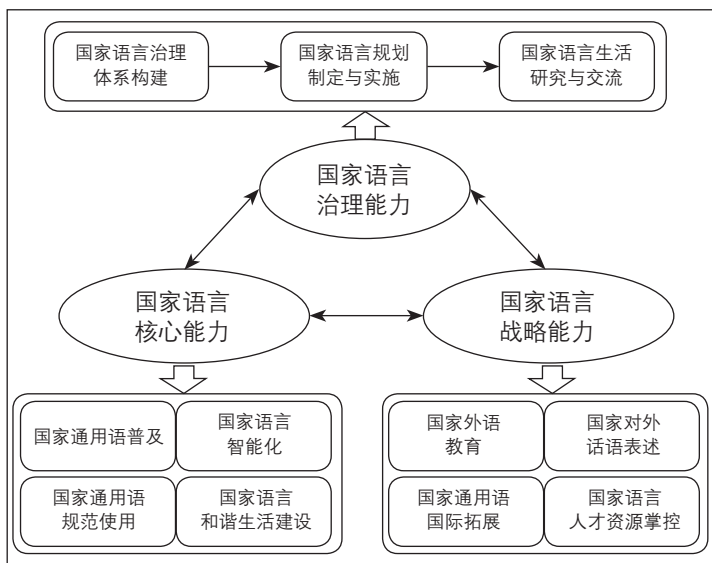 国家语言治理
体系构建
国家语言规划
制定与实施
国家语言生活
研究与交流
国家语言
治理能力
国家语言
核心能力
国家语言
战略能力
国家通用语普及
国家语言
智能化
国家通用语
规范使用
国家语言
和谐生活建设
国家外语
教育
国家对外
话语表述
国家通用语
国际拓展
国家语言
人才资源掌控